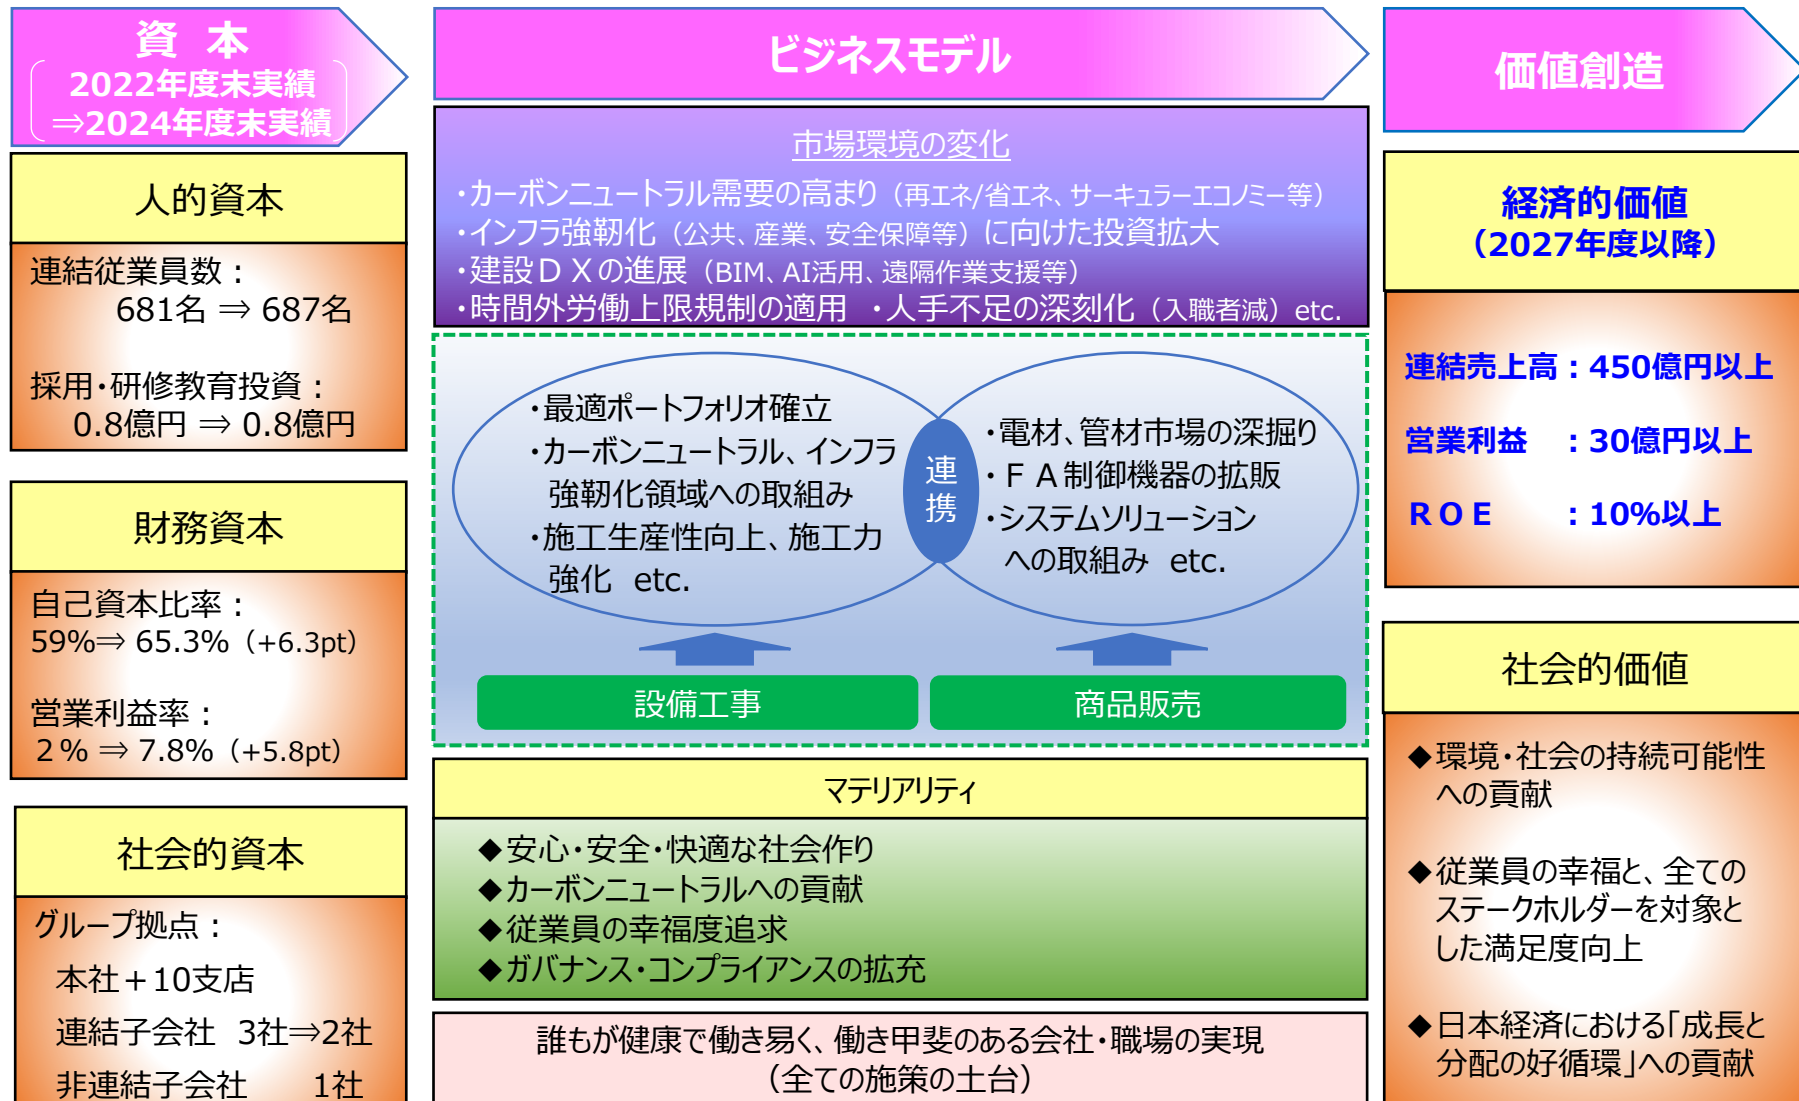 資 本
2022年度末実績
⇒2024年度末実績
人的資本
連結従業員数：
681名 ⇒ 687名
採用・研修教育投資：
0.8億円 ⇒ 0.8億円
財務資本
自己資本比率：
59%⇒ 65.3%（+6.3pt）
営業利益率：
２％ ⇒ 7.8%（+5.8pt）
社会的資本
グループ拠点：
本社＋10支店
連結子会社 3社⇒2社
非連結子会社 1社
ビジネスモデル
市場環境の変化
・カーボンニュートラル需要の高まり（再エネ/省エネ、サーキュラーエコノミー等）
・インフラ強靭化（公共、産業、安全保障等）に向けた投資拡大
・建設ＤＸの進展（BIM、AI活用、遠隔作業支援等）
・時間外労働上限規制の適用 ・人手不足の深刻化（入職者減）etc.
・最適ポートフォリオ確立
・カーボンニュートラル、インフラ
強靭化領域への取組み
・施工生産性向上、施工力
強化 etc.
連
携
・電材、管材市場の深掘り
・ＦＡ制御機器の拡販
・システムソリューション
への取組み etc.
設備工事
商品販売
マテリアリティ
◆安心・安全・快適な社会作り
◆カーボンニュートラルへの貢献
◆従業員の幸福度追求
◆ガバナンス・コンプライアンスの拡充
誰もが健康で働き易く、働き甲斐のある会社・職場の実現
（全ての施策の土台）
価値創造
経済的価値
（2027年度以降）
連結売上高：450億円以上
営業利益 ：30億円以上
ＲＯＥ ：10%以上
社会的価値
◆環境・社会の持続可能性
への貢献
◆従業員の幸福と、全ての
ステークホルダーを対象と
した満足度向上
◆日本経済における「成長と
分配の好循環」への貢献